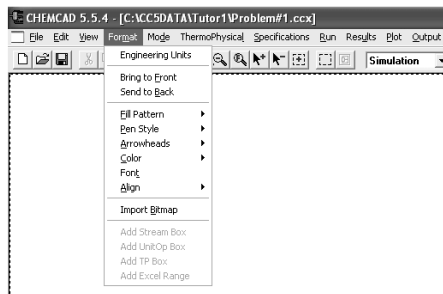 CHEMCAD 5.5.4 - [C:\CC5DATA\Tutor1\Problem#1.ccx]
File Edit View Format Mode ThermoPhysical Specifications Run Results Plot Output
Simulation
Engineering Units
Bring to Front
Send to Back
Fill Pattern
Pen Style
Arrowheads
Color
Font
Align
Import Bitmap
Add Stream Box
Add UnitOp Box
Add TP Box
Add Excel Range